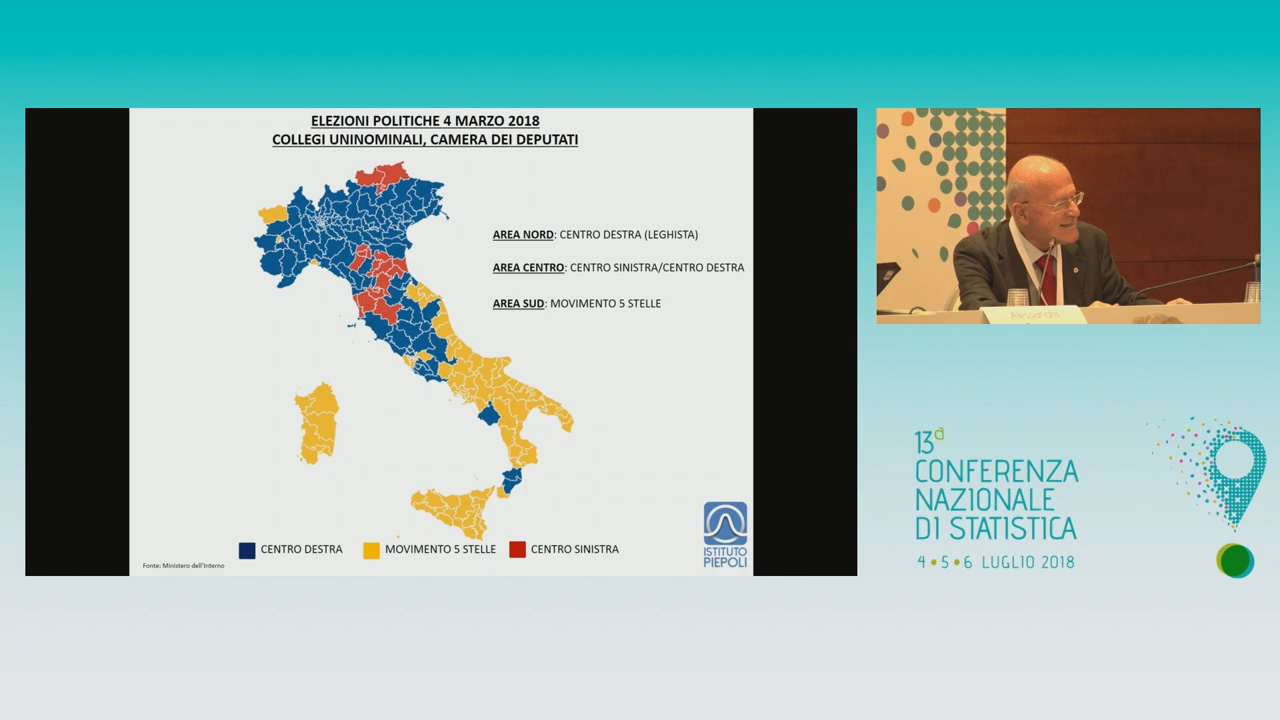 ELEZIONI POLITICHE 4 MARZO 2018
COLLEGI UNINOMINALI, CAMERA DEI DEPUTATI
AREA NORD: CENTRO DESTRA (LEGHISTA)
AREA CENTRO: CENTRO SINISTRA/CENTRO DESTRA
AREA SUD: MOVIMENTO 5 STELLE
CENTRO DESTRA
MOVIMENTO 5 STELLE
CENTRO SINISTRA
Fonte: Ministero dell'Interno
ISTITUTO
PIEPOLI
13a
CONFERENZA
NAZIONALE
DI STATISTICA
4•5•6 LUGLIO 2018